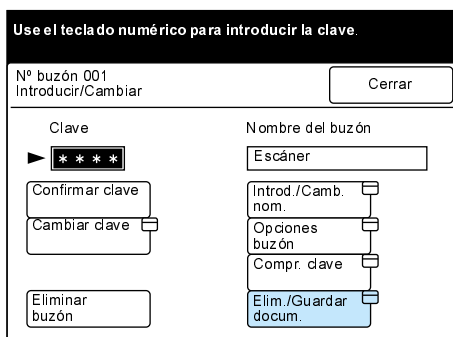 Use el teclado numérico para introducir la clave.
Nº buzón 001
Introducir/Cambiar
Cerrar
Clave
Nombre del buzón
* * * *
Escáner
Confirmar clave
Introd./Camb.
nom.
Cambiar clave
Opciones
buzón
Compr. clave
Eliminar
buzón
Elim./Guardar
docum.